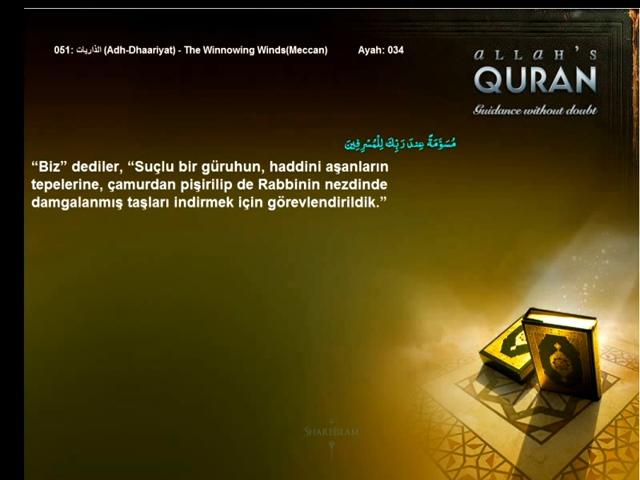 051: الذاريات (Adh-Dhaariyat) - The Winnowing Winds(Meccan) Ayah: 034
ALLAH'S
QURAN
Guidance without doubt
مُسَوَّمَةً عِندَ رَبِّكَ لِلْمُسْرِفِينَ
“Biz” dediler, “Suçlu bir güruhun, haddini aşanların
tepelerine, çamurdan pişirilip de Rabbinin nezdinde
damgalanmış taşları indirmek için görevlendirildik.”
SHAREISLAM